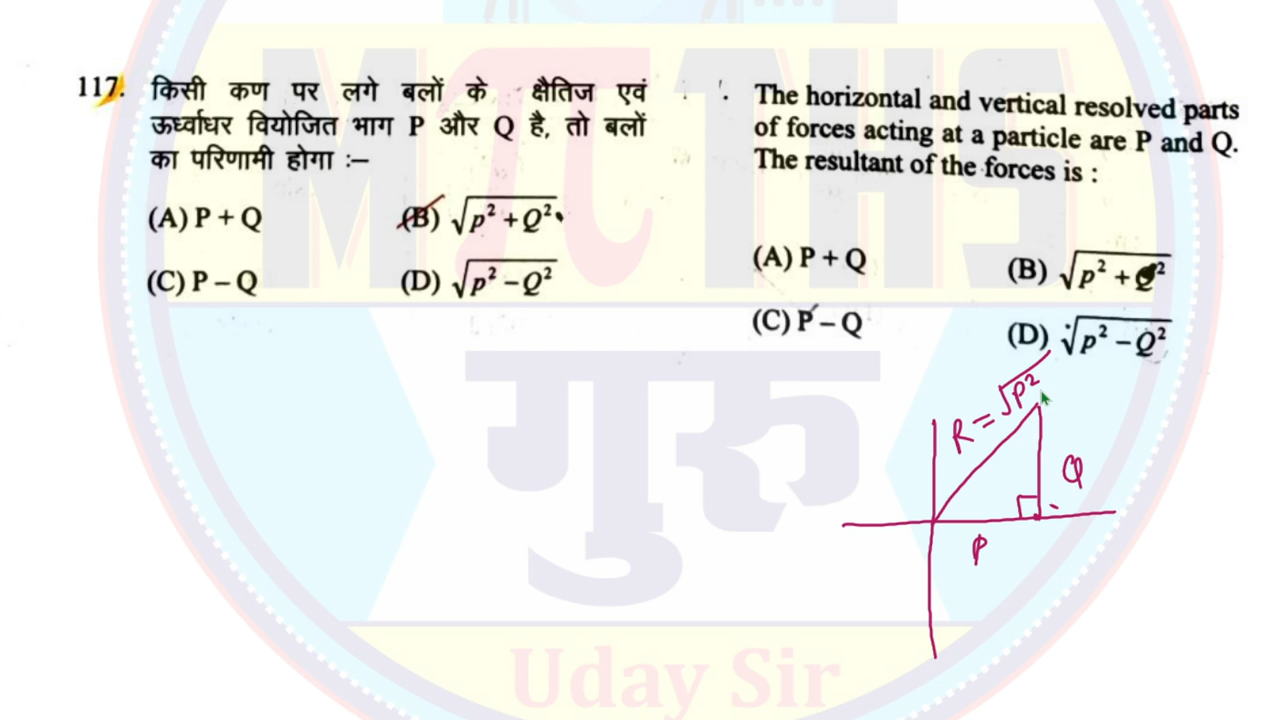 117. किसी कण पर लगे बलों के क्षैतिज एवं
ऊर्ध्वाधर वियोजित भाग P और Q है, तो बलों
का परिणामी होगा :–
(A) P + Q (B) √p² + Q²
(C) P – Q (D) √p² – Q²
The horizontal and vertical resolved parts
of forces acting at a particle are P and Q.
The resultant of the forces is :
(A) P + Q (B) √p² + Q²
(C) P – Q (D) √p² – Q²
R = √P²
Q
P
MπTHS
गुरु
Uday Sir